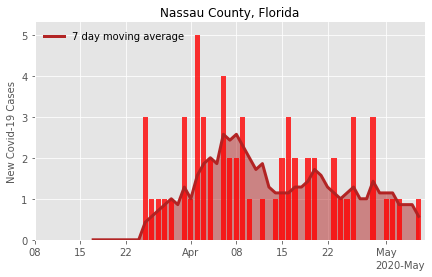 Nassau County, Florida
7 day moving average
New Covid-19 Cases
5
4
3
2
1
0
08 15 22 Apr 08 15 22 May
2020-May